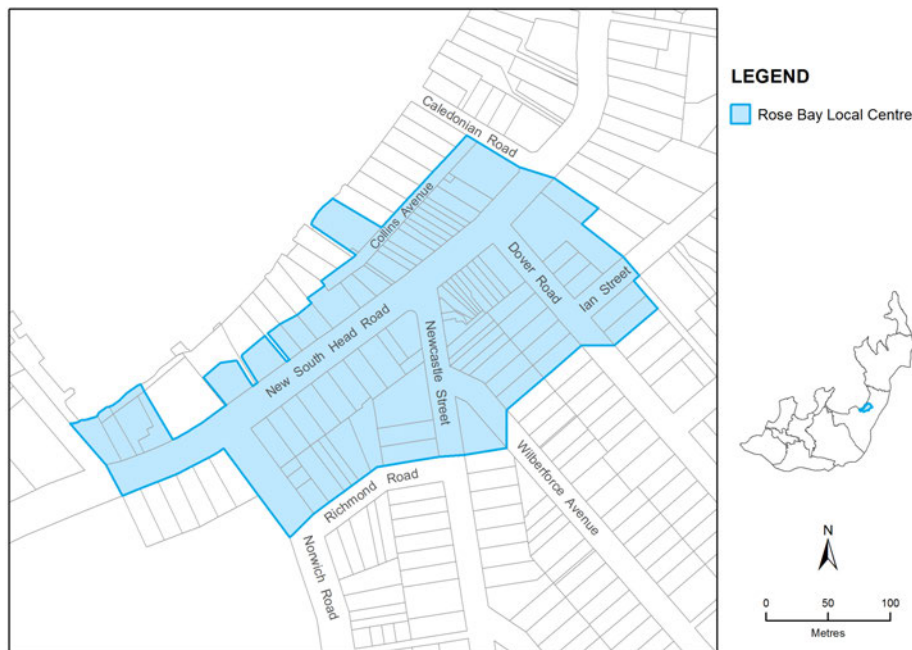 LEGEND
Rose Bay Local Centre
Caledonian Road
Collins Avenue
Dover Road
Ian Street
New South Head Road
Newcastle Street
Wilberforce Avenue
Richmond Road
Norwich Road
N
0 50 100
Metres